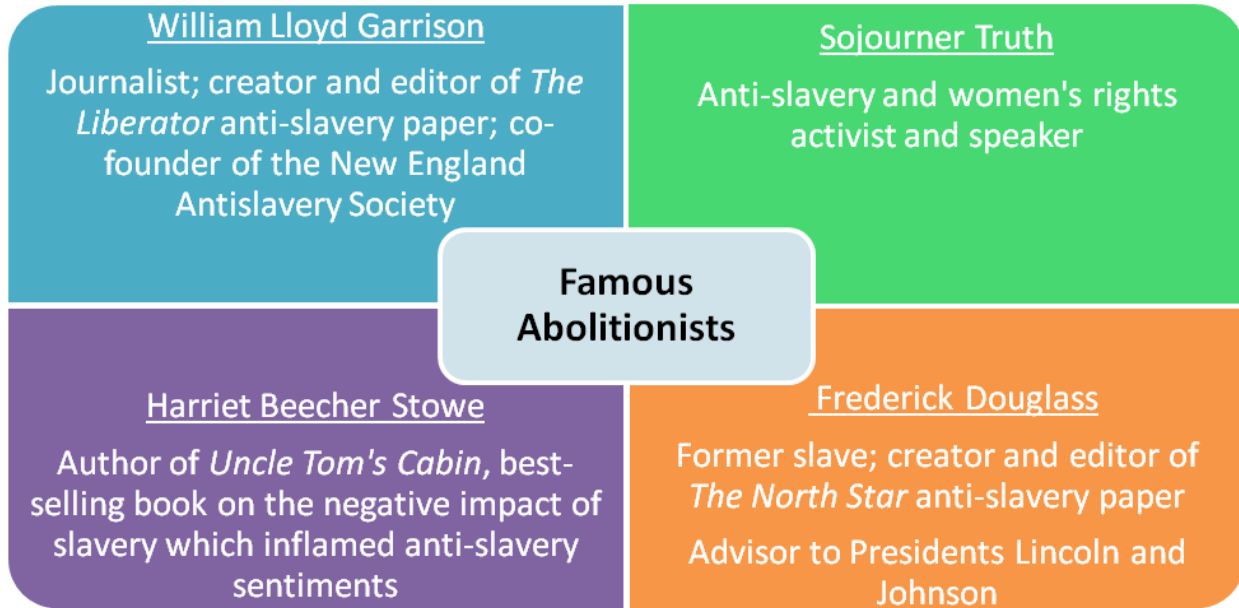 William Lloyd Garrison
Journalist; creator and editor of The
Liberator anti-slavery paper; co-
founder of the New England
Antislavery Society
Sojourner Truth
Anti-slavery and women's rights
activist and speaker
Famous
Abolitionists
Harriet Beecher Stowe
Author of Uncle Tom's Cabin, best-
selling book on the negative impact of
slavery which inflamed anti-slavery
sentiments
Frederick Douglass
Former slave; creator and editor of
The North Star anti-slavery paper
Advisor to Presidents Lincoln and
Johnson